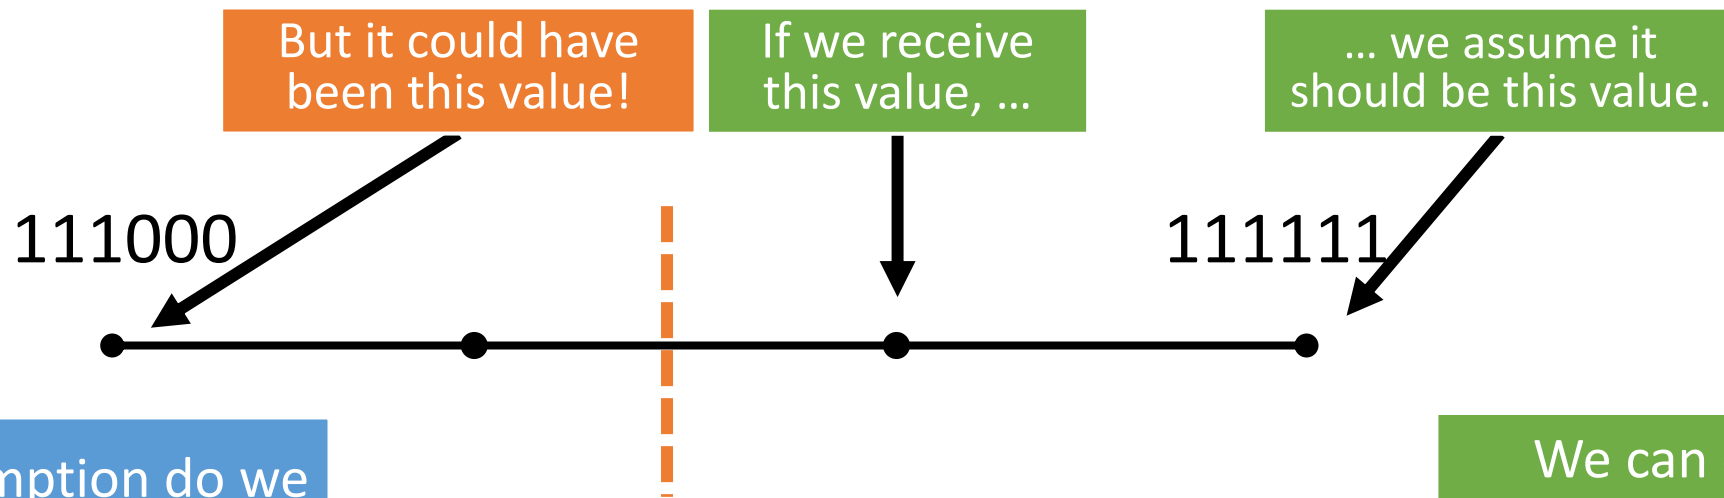 But it could have
been this value!
If we receive
this value, ...
... we assume it
should be this value.
111000
111111
do we
We can